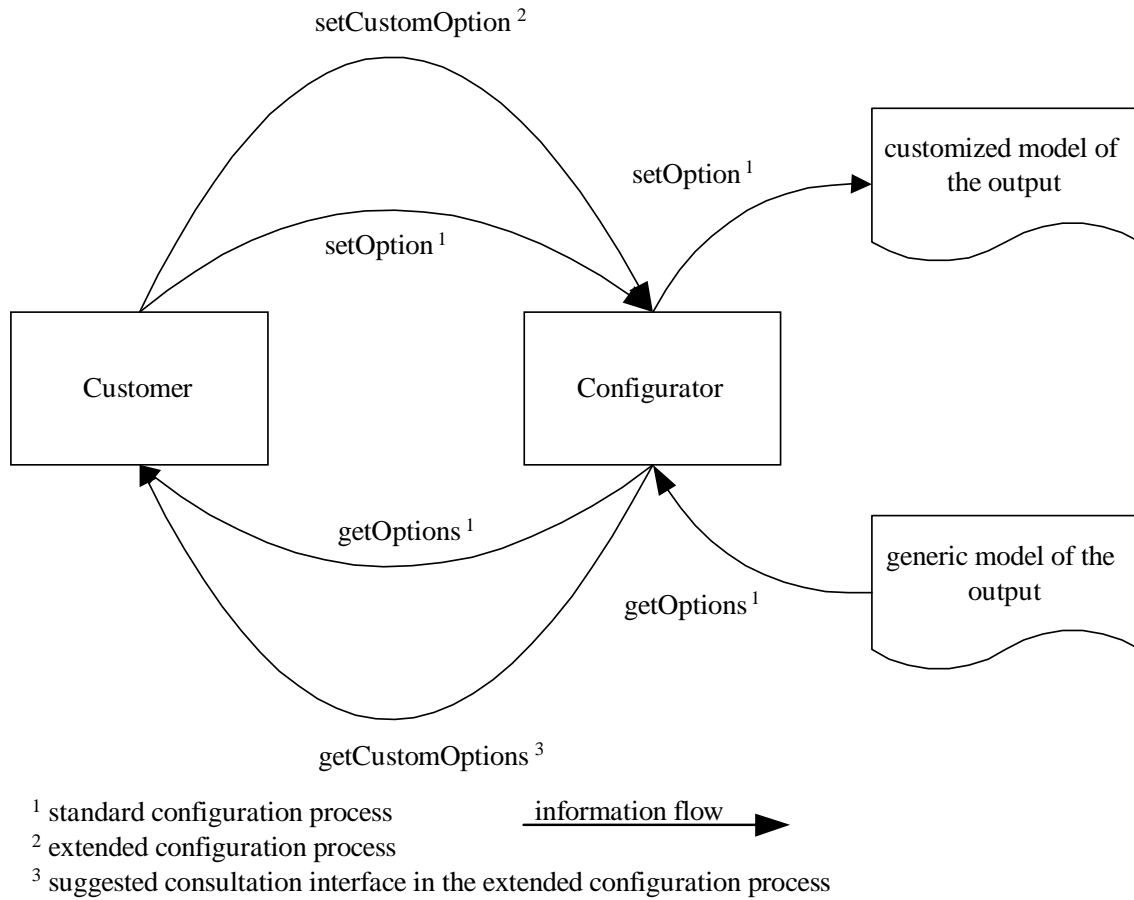 setCustomOption 2
customized model of
the output
setOption 1
setOption 1
Customer
Configurator
getOptions 1
generic model of the
output
getOptions 1
getCustomOptions 3
1 standard configuration process
information flow
2 extended configuration process
3 suggested consultation interface in the extended configuration process